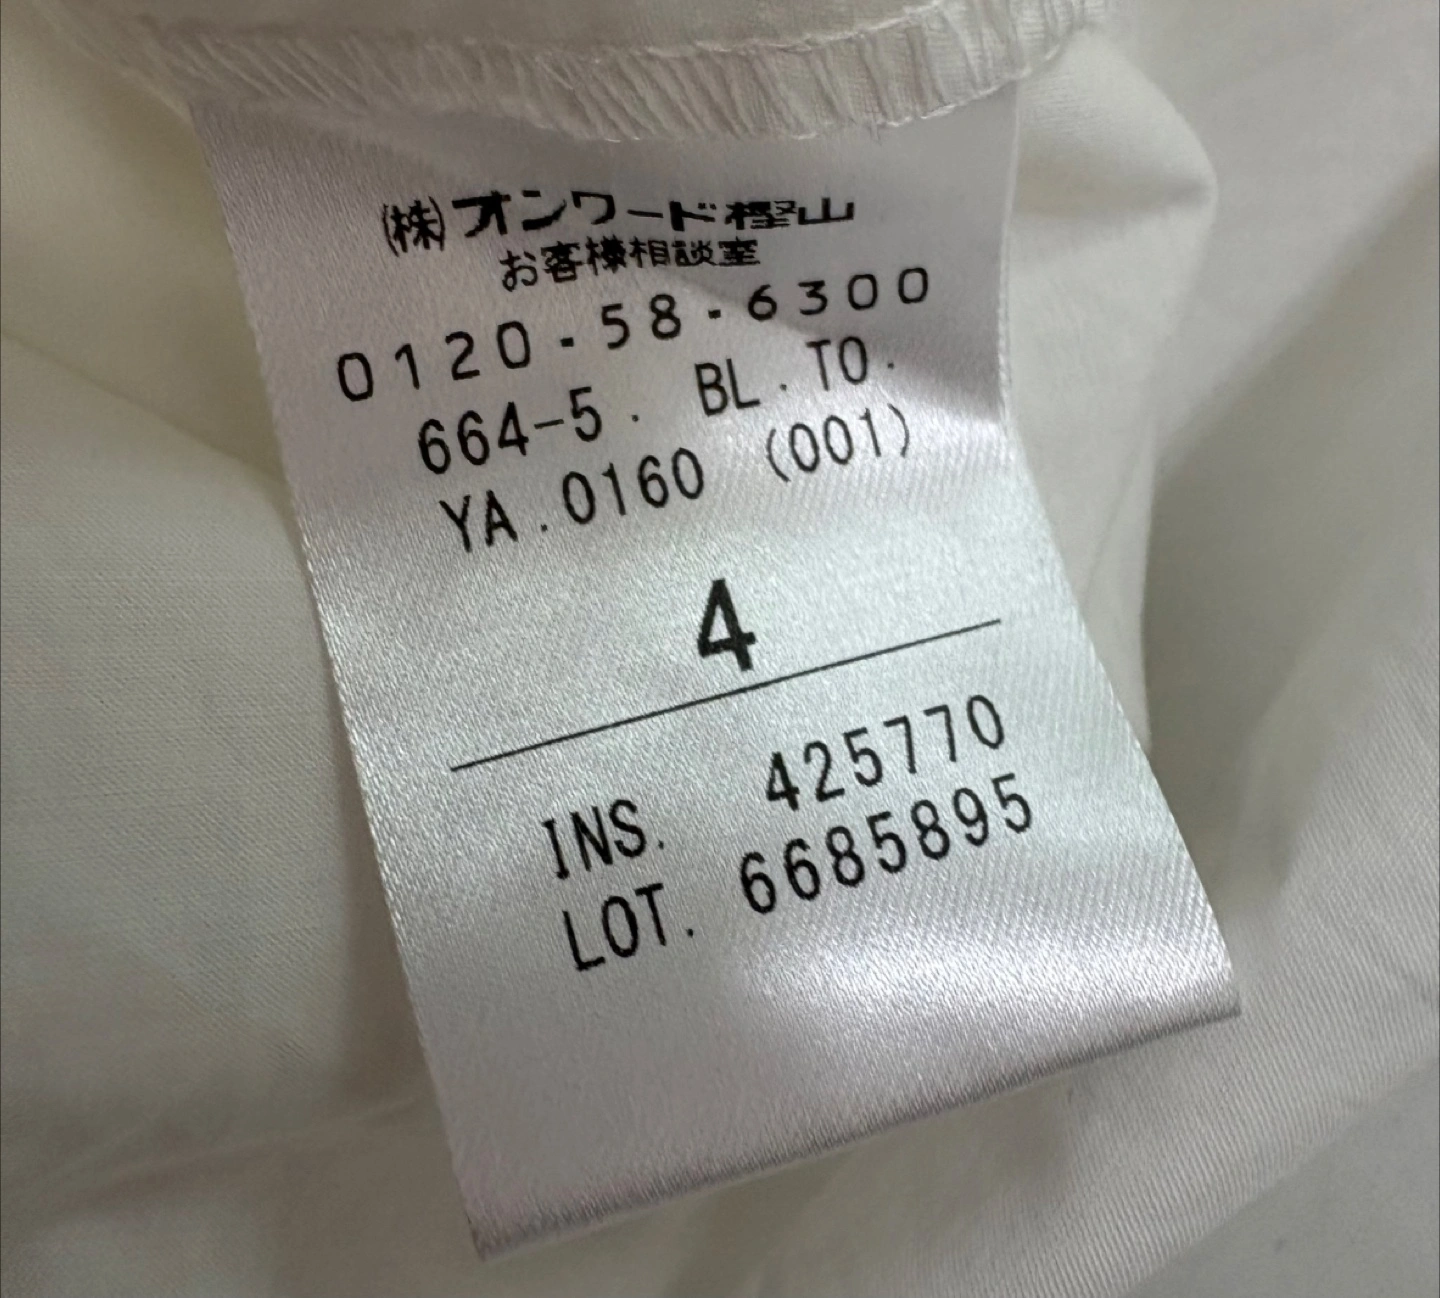 (株)オンワード樫山
お客様相談室
0120-58-6300
664-5. BL.TO.
YA.0160 (001)
4
INS. 425770
LOT. 6685895